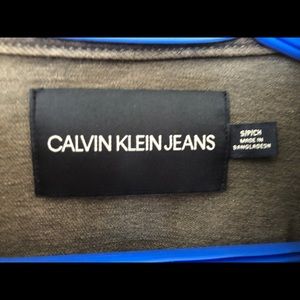 CALVIN KLEIN JEANS
S/P/CH
MADE IN
BANGLADESH